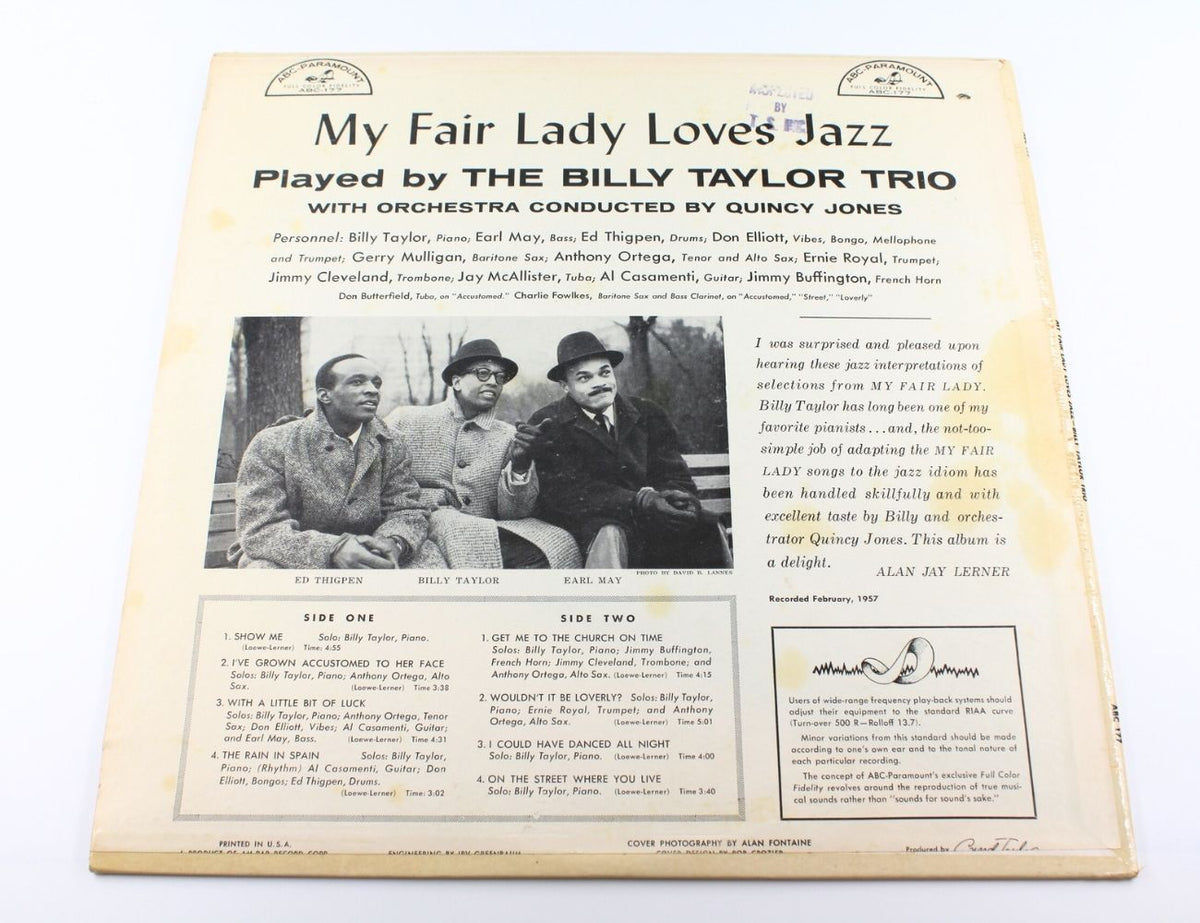 ABC-PARAMOUNT
FULL COLOR FIDELITY
ABC-177
ABC-PARAMOUNT
FULL COLOR FIDELITY
ABC-177
BY
My Fair Lady Loves Jazz
Played by THE BILLY TAYLOR TRIO
WITH ORCHESTRA CONDUCTED BY QUINCY JONES
Personnel: Billy Taylor, Piano; Earl May, Bass; Ed Thigpen, Drums; Don Elliott, Vibes, Bongo, Mellophone
and Trumpet; Gerry Mulligan, Baritone Sax; Anthony Ortega, Tenor and Alto Sax; Ernie Royal, Trumpet;
Jimmy Cleveland, Trombone; Jay McAllister, Tuba; Al Casamenti, Guitar; Jimmy Buffington, French Horn
Don Butterfield, Tuba, on "Accustomed." Charlie Fowlkes, Baritone Sax and Bass Clarinet, on "Accustomed," "Street," "Loverly"
I was surprised and pleased upon
hearing these jazz interpretations of
selections from MY FAIR LADY.
Billy Taylor has long been one of my
favorite pianists . . . and, the not-too-
simple job of adapting the MY FAIR
LADY songs to the jazz idiom has
been handled skillfully and with
excellent taste by Billy and orches-
trator Quincy Jones. This album is
a delight.
ALAN JAY LERNER
PHOTO BY DAVID B.
ED THIGPEN BILLY TAYLOR EARL MAY
Recorded February, 1957
SIDE ONE
1. SHOW ME Solo: Billy Taylor, Piano.
(Loewe-Lerner) Time: 4:55
2. I'VE GROWN ACCUSTOMED TO HER FACE
Solos: Billy Taylor, Piano; Anthony Ortega, Alto
Sax. (Loewe-Lerner) Time 3:38
3. WITH A LITTLE BIT OF LUCK
Solos: Billy Taylor, Piano; Anthony Ortega, Tenor
Sax; Don Elliott, Vibes; Al Casamenti, Guitar;
and Earl May, Bass. (Loewe-Lerner) Time 4:31
4. THE RAIN IN SPAIN Solos: Billy Taylor,
Piano; (Rhythm) Al Casamenti, Guitar; Don
Elliott, Bongos; Ed Thigpen, Drums.
(Loewe-Lerner) Time: 3:02
SIDE TWO
1. GET ME TO THE CHURCH ON TIME
Solos: Billy Taylor, Piano; Jimmy Buffington,
French Horn; Jimmy Cleveland, Trombone; and
Anthony Ortega, Alto Sax. (Loewe-Lerner) Time 4:15
2. WOULDN'T IT BE LOVERLY? Solos: Billy Taylor,
Piano; Ernie Royal, Trumpet; and Anthony
Ortega, Alto Sax. (Loewe-Lerner) Time 5:01
3. I COULD HAVE DANCED ALL NIGHT
Solo: Billy Taylor, Piano. (Loewe-Lerner) Time 4:00
4. ON THE STREET WHERE YOU LIVE
Solo: Billy Taylor, Piano. (Loewe-Lerner) Time 3:40
Users of wide-range frequency play-back systems should
adjust their equipment to the standard RIAA curve
(Turn-over 500 R—Rolloff 13.7).
Minor variations from this standard should be made
according to one's own ear and to the tonal nature of
each particular recording.
The concept of ABC-Paramount's exclusive Full Color
Fidelity revolves around the reproduction of true musi-
cal sounds rather than "sounds for sound's sake."
PRINTED IN U.S.A.
A PRODUCT OF AM-PAR RECORD CORP.
ENGINEERING BY IRV GREENBAUM
COVER PHOTOGRAPHY BY ALAN FONTAINE
COVER DESIGN BY BOB CROZIER
Produced by
ABC 177